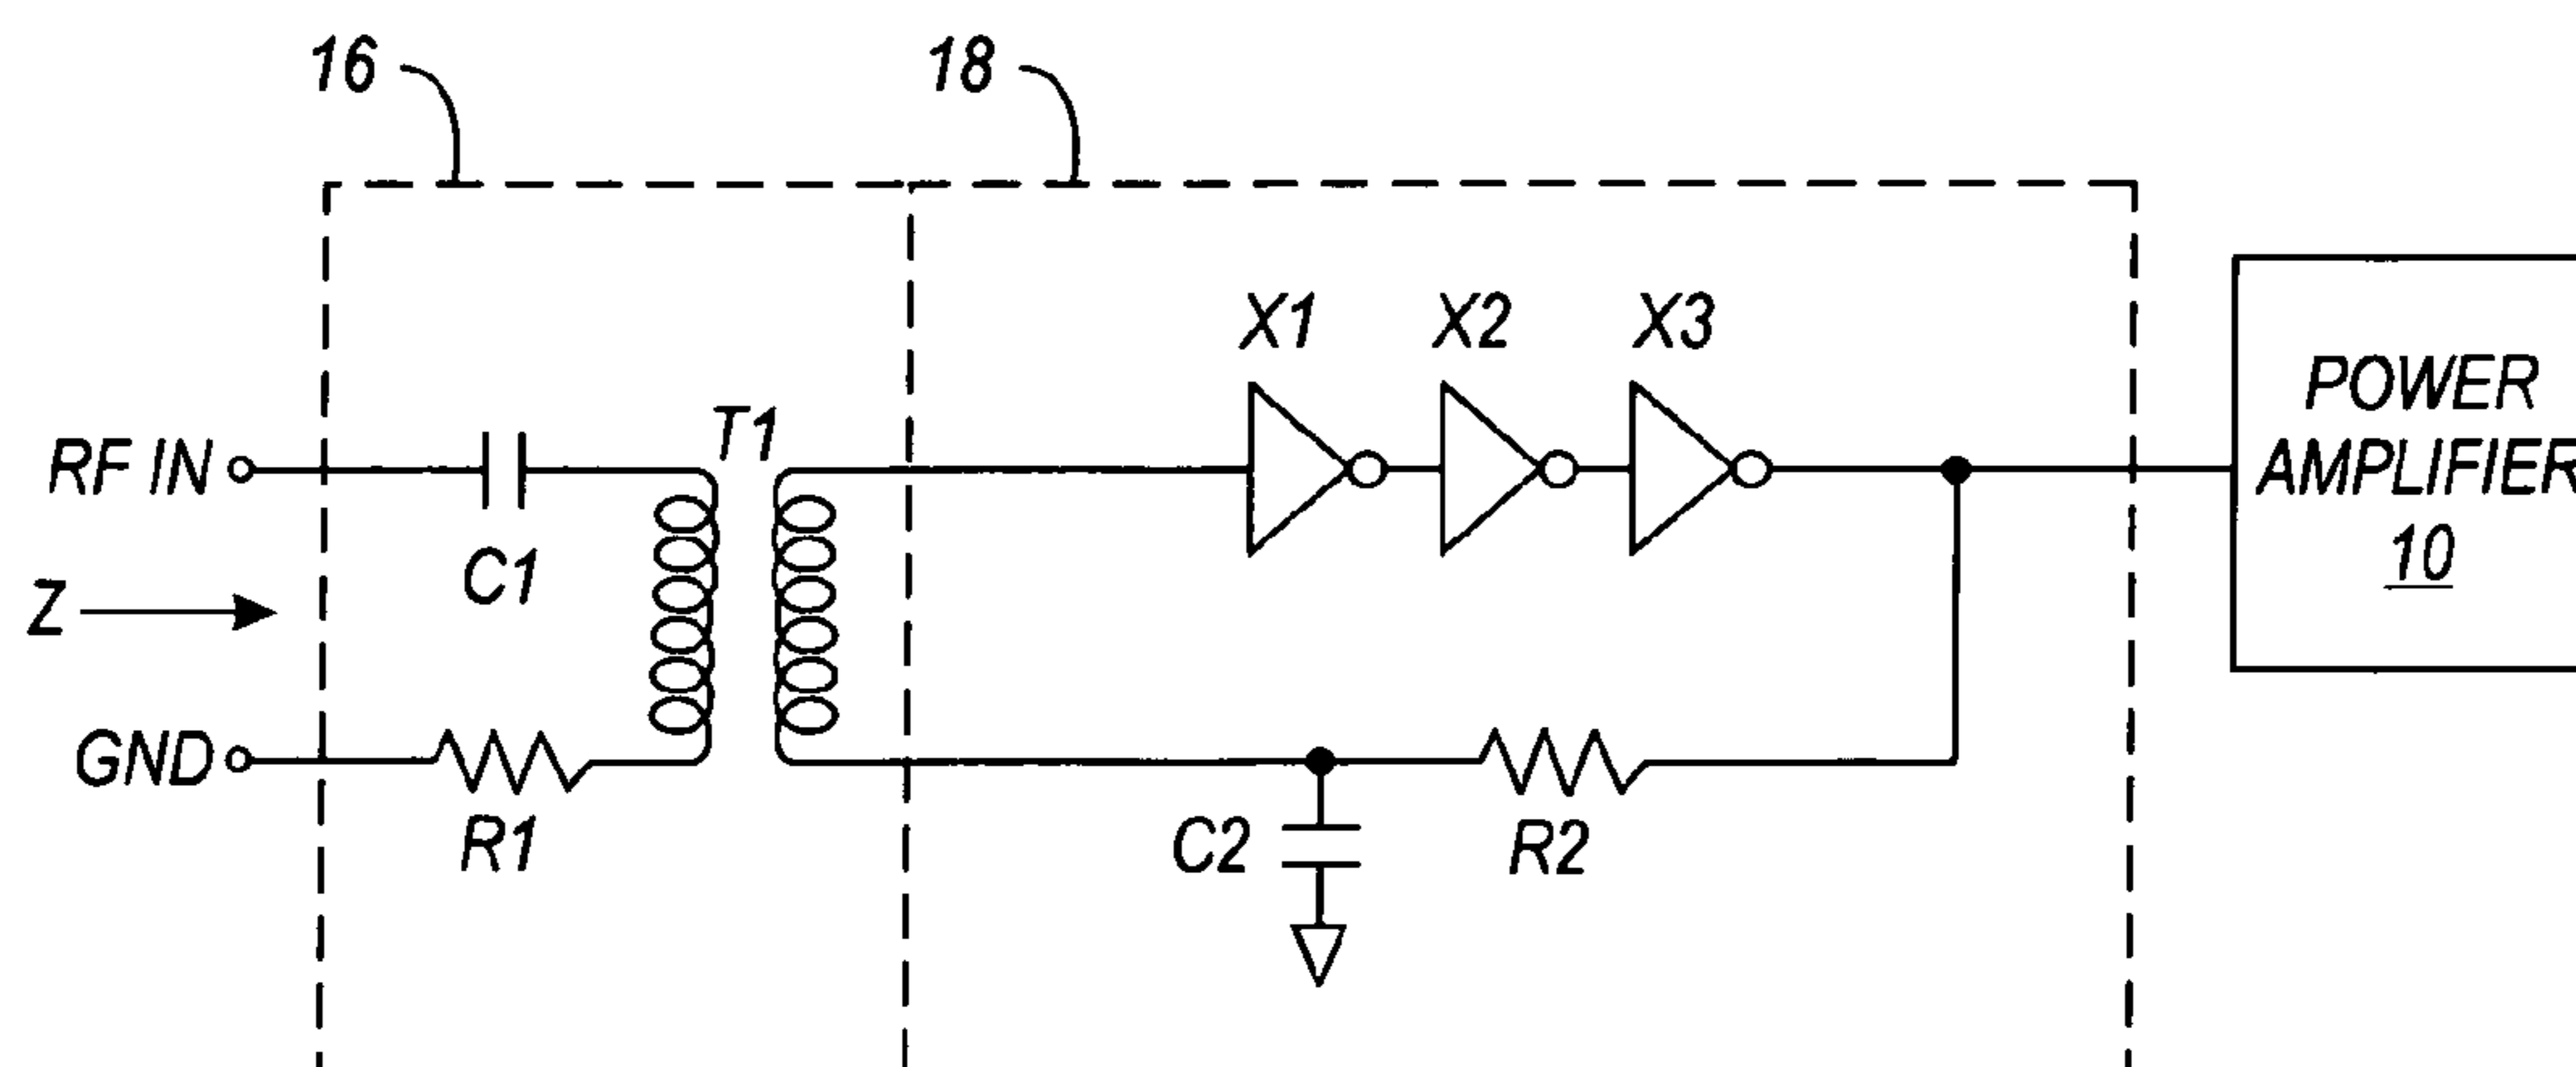 16
18
X1 X2 X3
T1
RF IN
C1
Z
GND
R1
C2
R2
POWER
AMPLIFIER
10